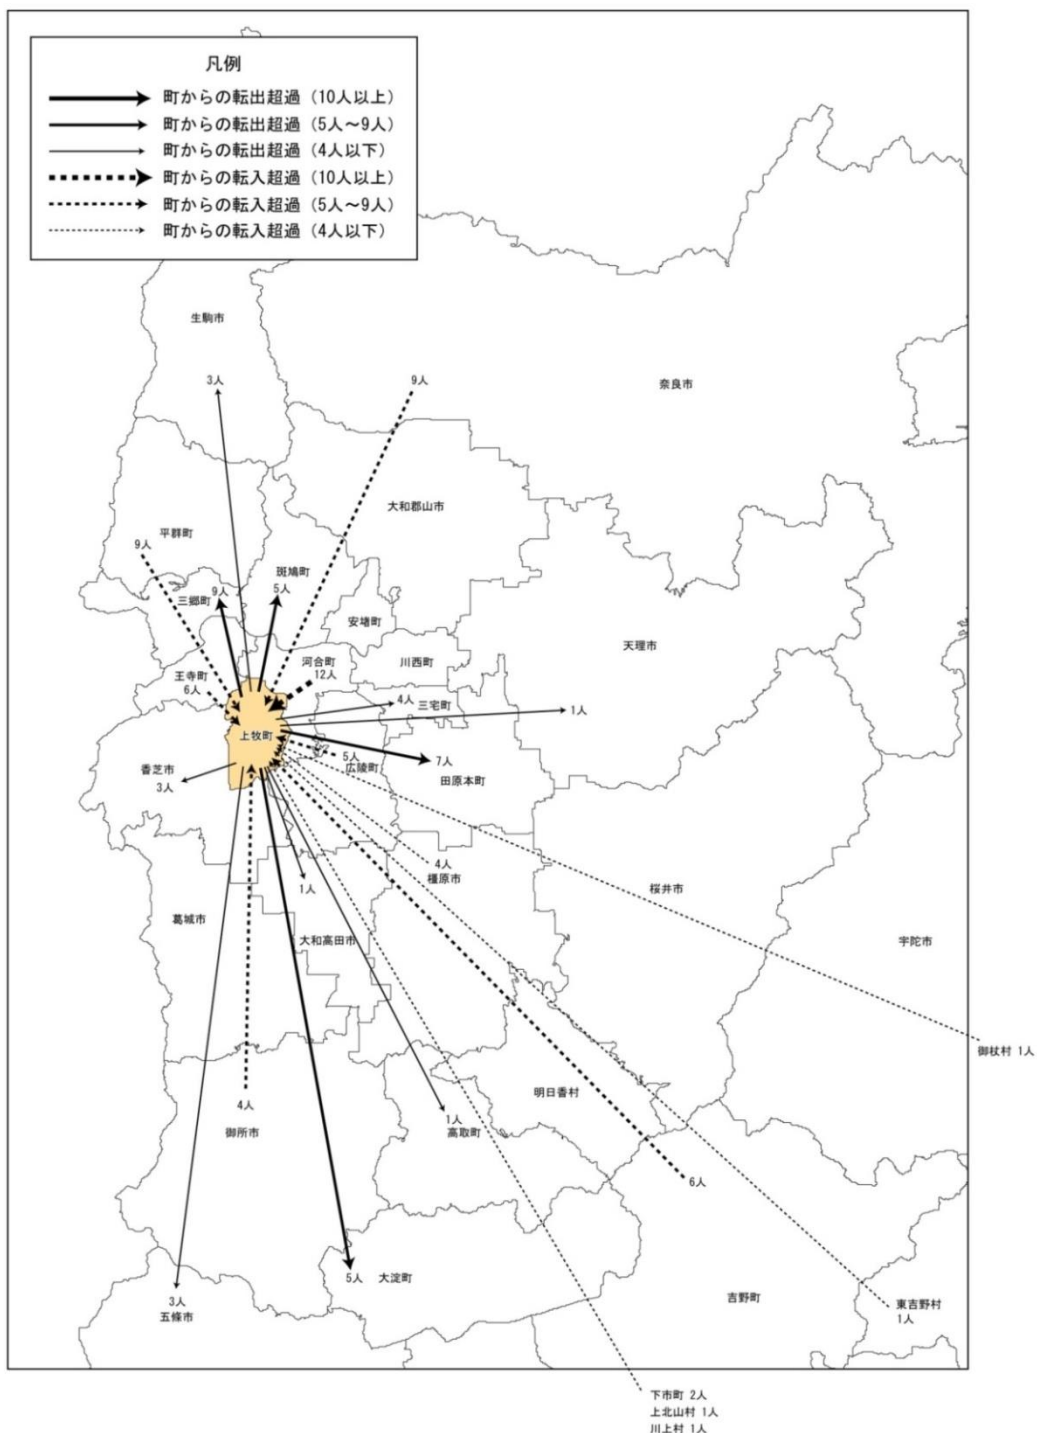 凡例
町からの転出超過（10人以上）
町からの転出超過（5人～9人）
町からの転出超過（4人以下）
町からの転入超過（10人以上）
町からの転入超過（5人～9人）
町からの転入超過（4人以下）
生駒市
3人
9人
奈良市
大和郡山市
平群町
9人
斑鳩町
5人
三郷町
9人
安堵町
天理市
河合町
12人
川西町
王寺町
6人
4人
三宅町
1人
上牧町
5人
広陵町
7人
田原本町
香芝市
3人
4人
橿原市
1人
桜井市
葛城市
大和高田市
宇陀市
御杖村 1人
明日香村
4人
御所市
1人
高取町
6人
5人
大淀町
3人
五條市
吉野町
東吉野村
1人
下市町 2人
上北山村 1人
川上村 1人